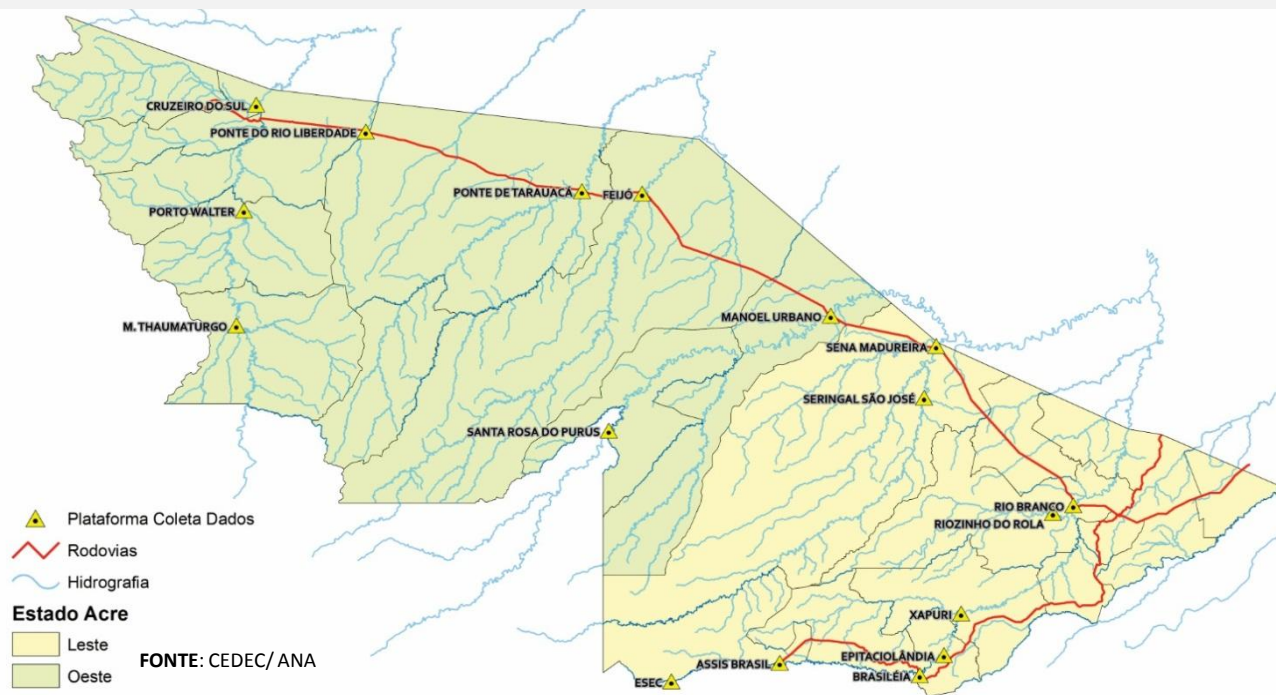 CRUZEIRO DO SUL
PONTE DO RIO LIBERDADE
PONTE DE TARAUACÁ
FEIJÓ
PORTO WALTER
M. THAUMATURGO
MANOEL URBANO
SENA MADUREIRA
SERINGAL SÃO JOSÉ
SANTA ROSA DO PURUS
RIO BRANCO
RIOZINHO DO ROLA
XAPURI
EPITACIOLÂNDIA
ASSIS BRASIL
BRASILÉIA
ESEC
Plataforma Coleta Dados
Rodovias
Hidrografia
Estado Acre
Leste
Oeste
FONTE: CEDEC/ ANA